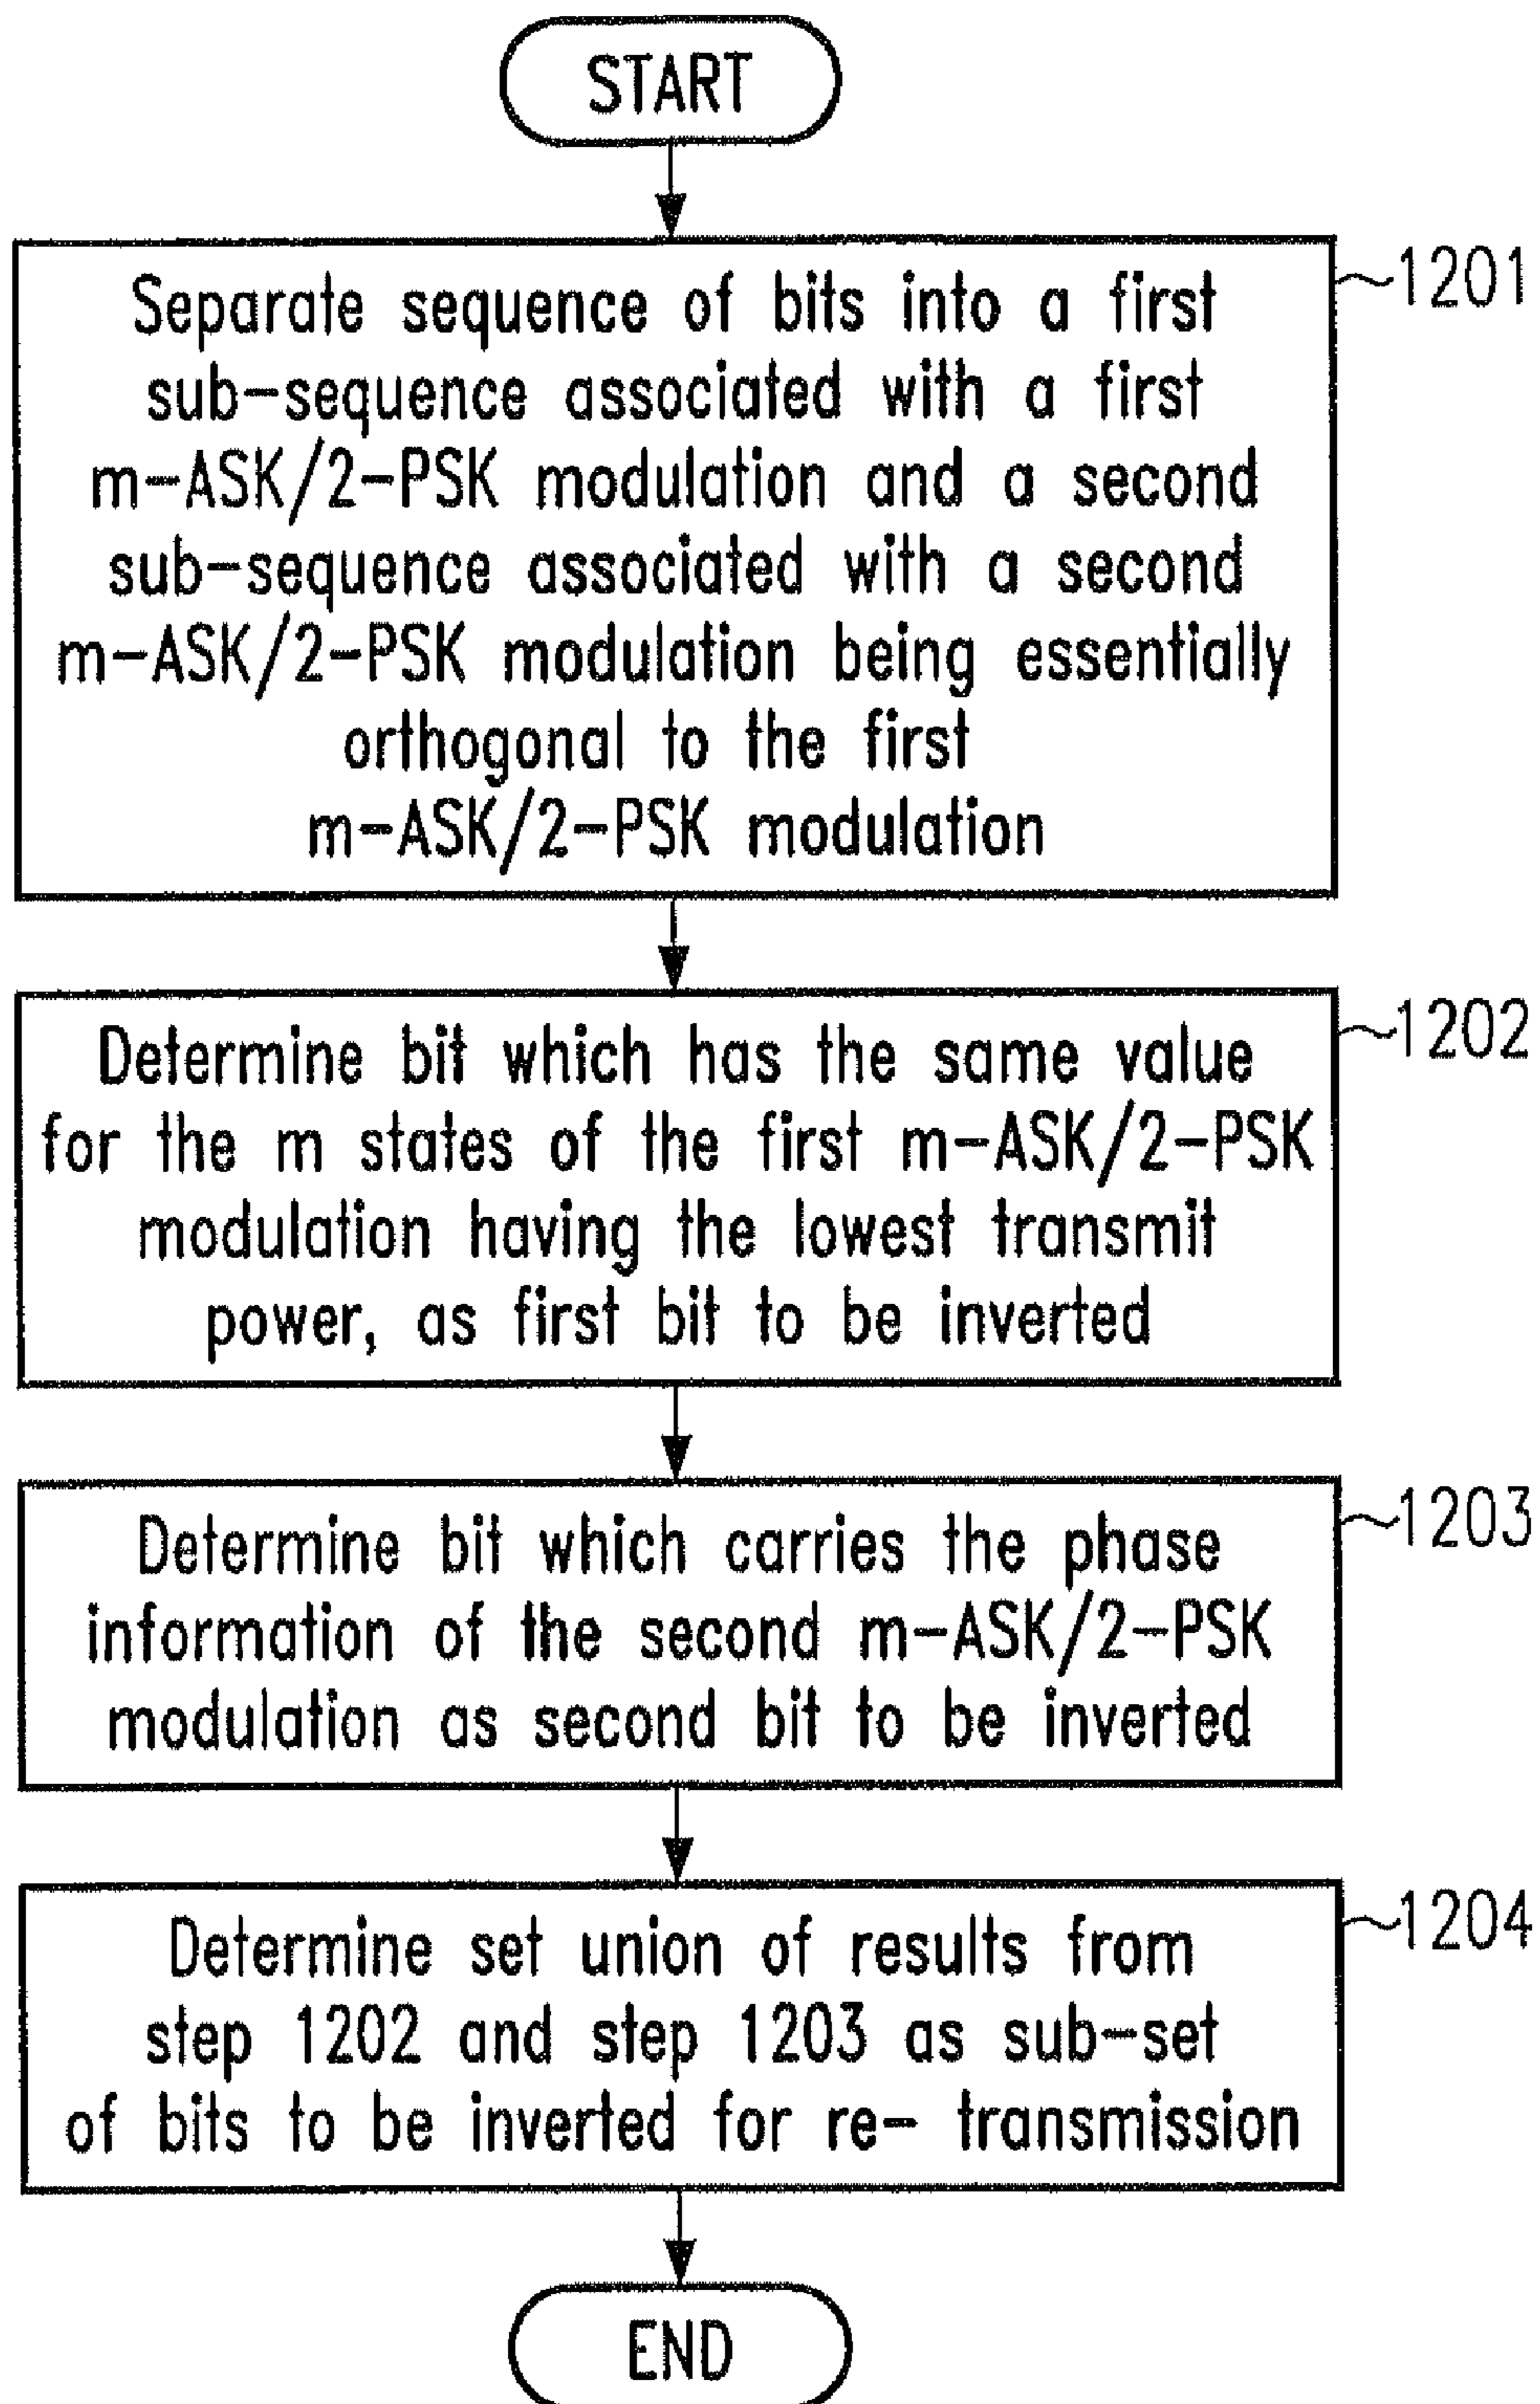 START
Separate sequence of bits into a first
1201
sub-sequence associated with a first
m-ASK/2-PSK modulation and a second
sub-sequence associated with a second
m-ASK/2-PSK modulation being essentially
orthogonal to the first
m-ASK/2-PSK modulation
Determine bit which has the same value
1202
for the m states of the first m-ASK/2-PSK
modulation having the lowest transmit
power, as first bit to be inverted
Determine bit which carries the phase
1203
information of the second m-ASK/2-PSK
modulation as second bit to be inverted
Determine set union of results from
1204
step 1202 and step 1203 as sub-set
of bits to be inverted for re- transmission
END